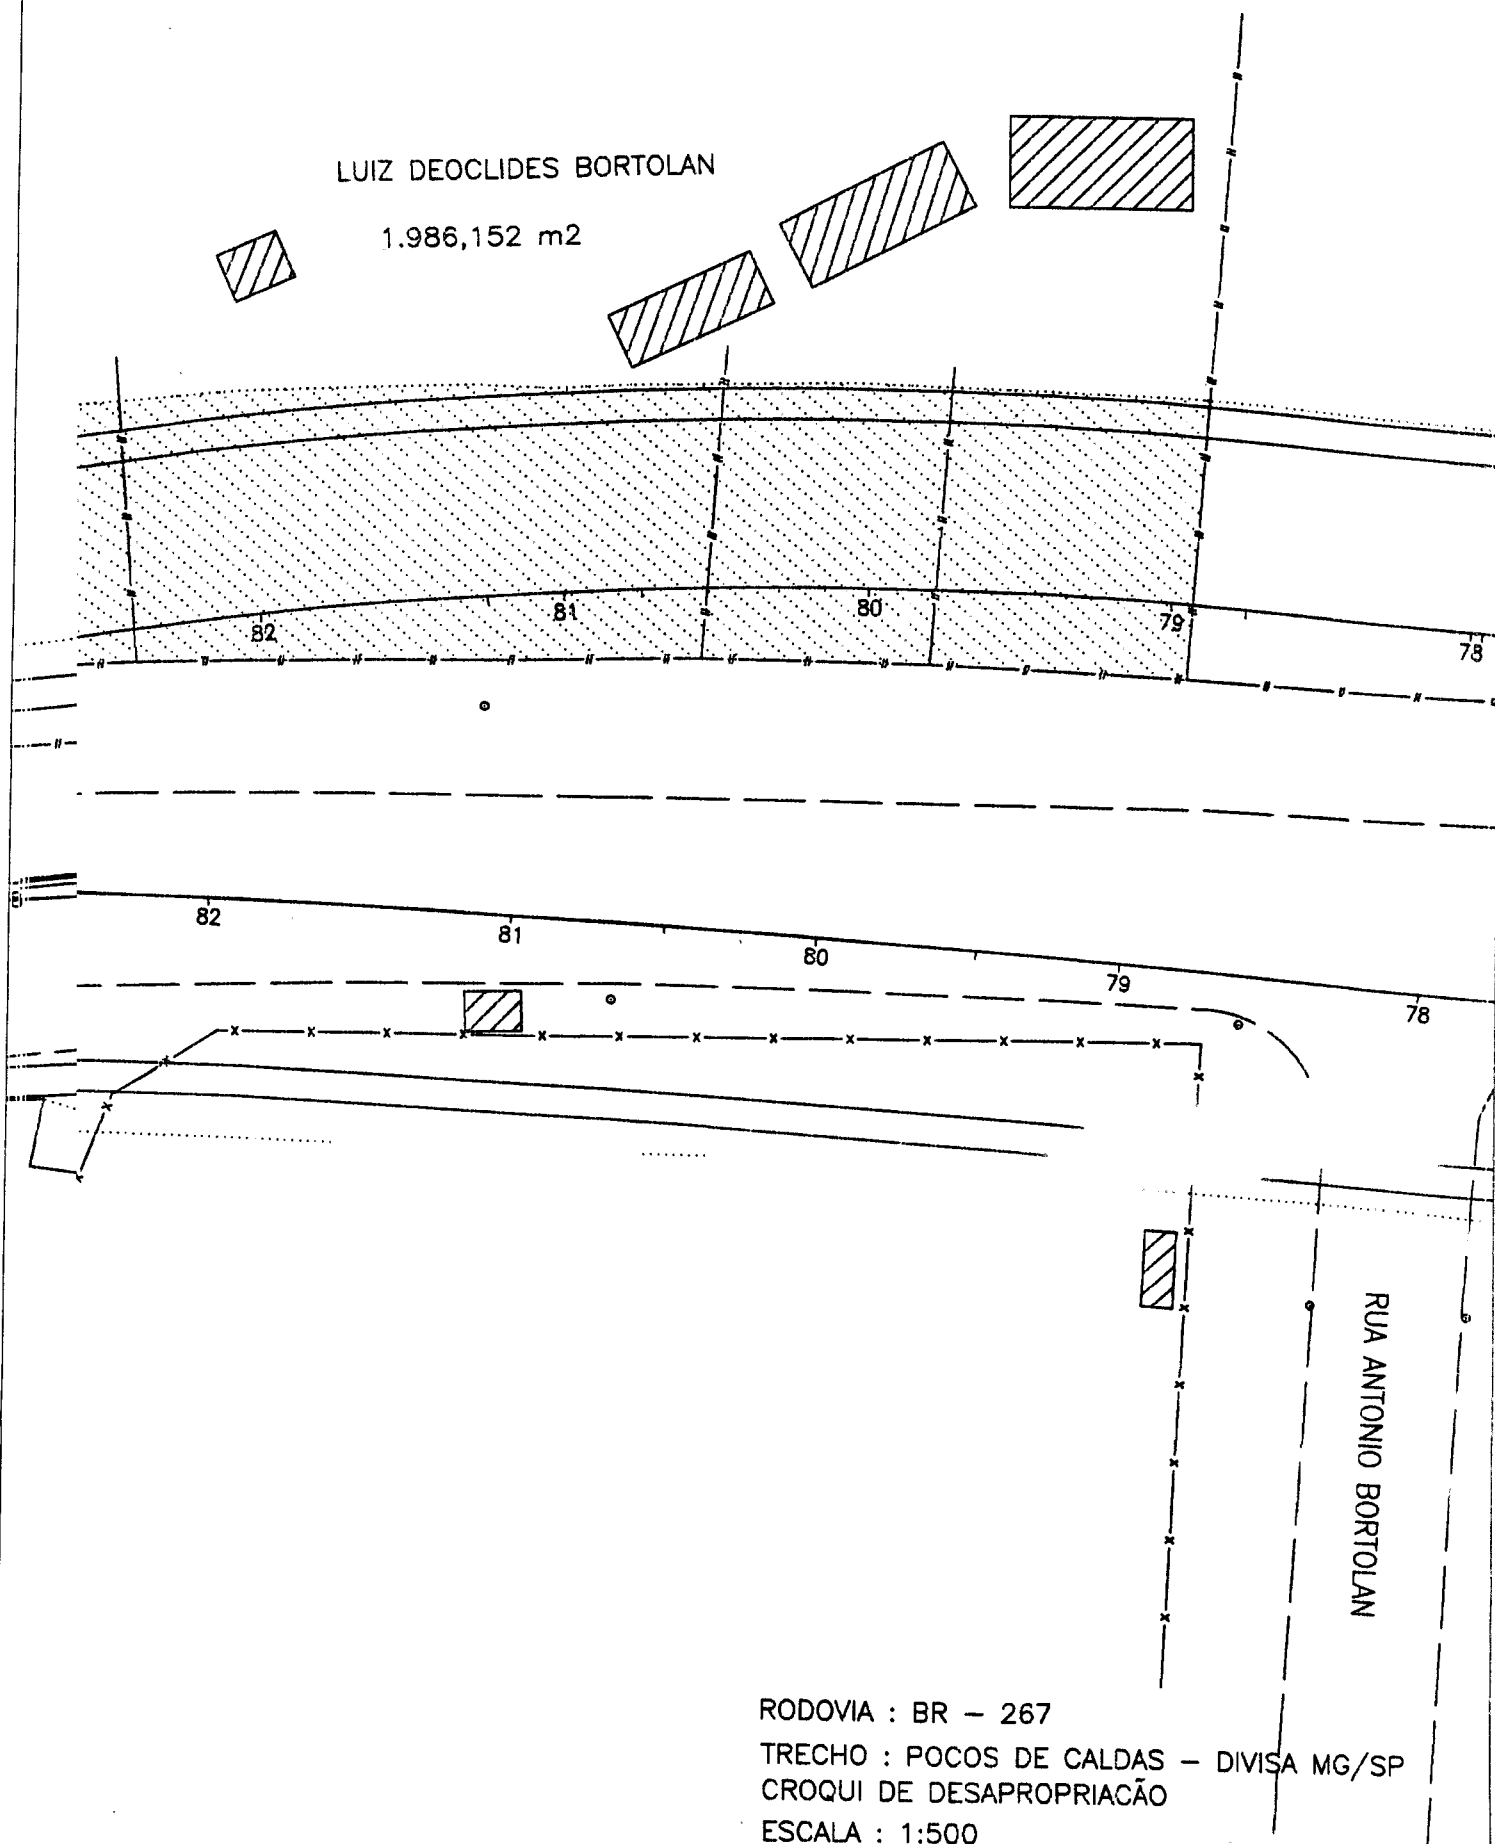 LUIZ DEOCLIDES BORTOLAN
1.986,152 m2
82
81
80
79
78
82
81
80
79
78
RUA ANTONIO BORTOLAN
RODOVIA : BR – 267
TRECHO : POCOS DE CALDAS – DIVISA MG/SP
CROQUI DE DESAPROPRIACÃO
ESCALA : 1:500